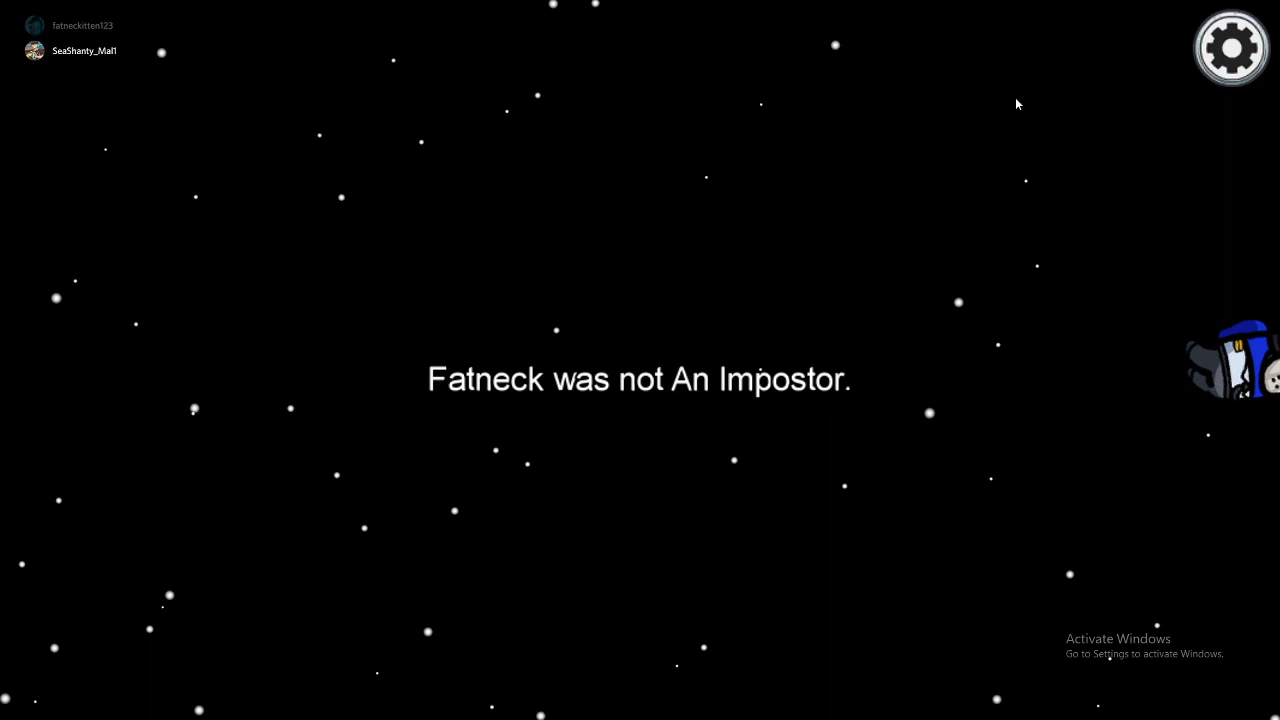 fatneckitten123
SeaShanty_Mal1
Fatneck was not An Impostor.
Activate Windows
Go to Settings to activate Windows.